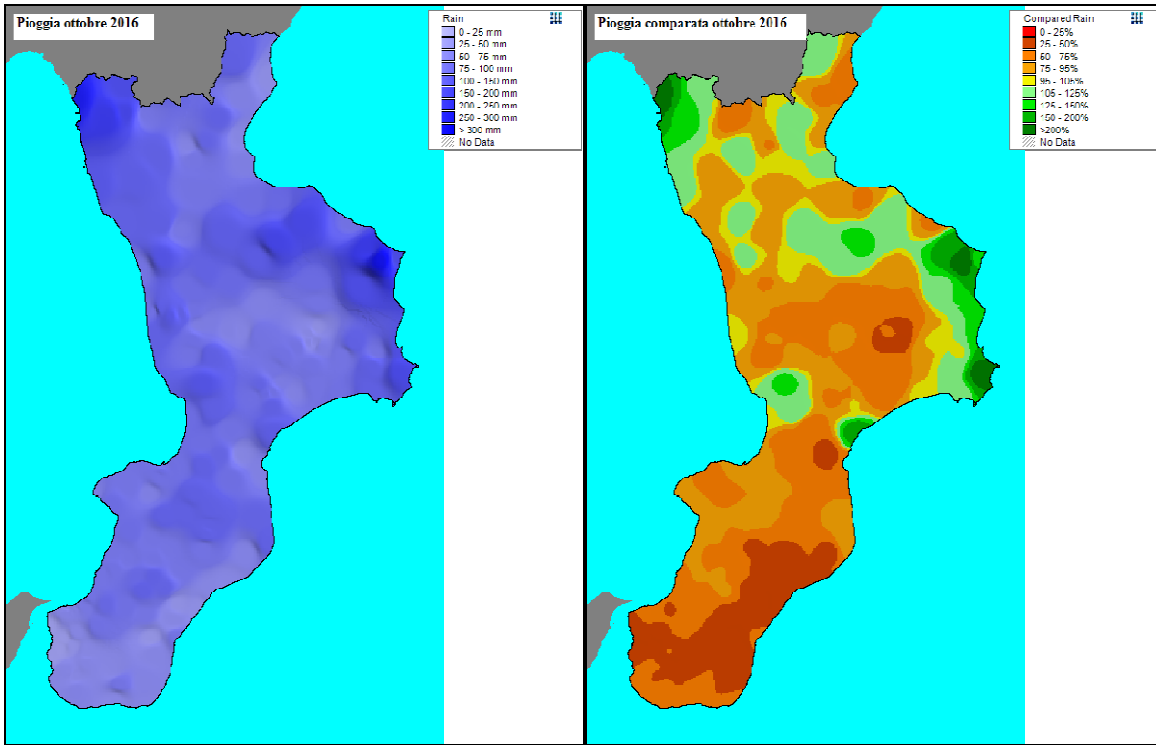 Pioggia ottobre 2016
Rain
0 - 25 mm
25 - 50 mm
50 - 75 mm
75 - 100 mm
100 - 150 mm
150 - 200 mm
200 - 250 mm
250 - 300 mm
> 300 mm
No Data
Pioggia comparata ottobre 2016
Compared Rain
0 - 25%
25 - 50%
50 - 75%
75 - 95%
95 - 105%
105 - 125%
125 - 150%
150 - 200%
>200%
No Data